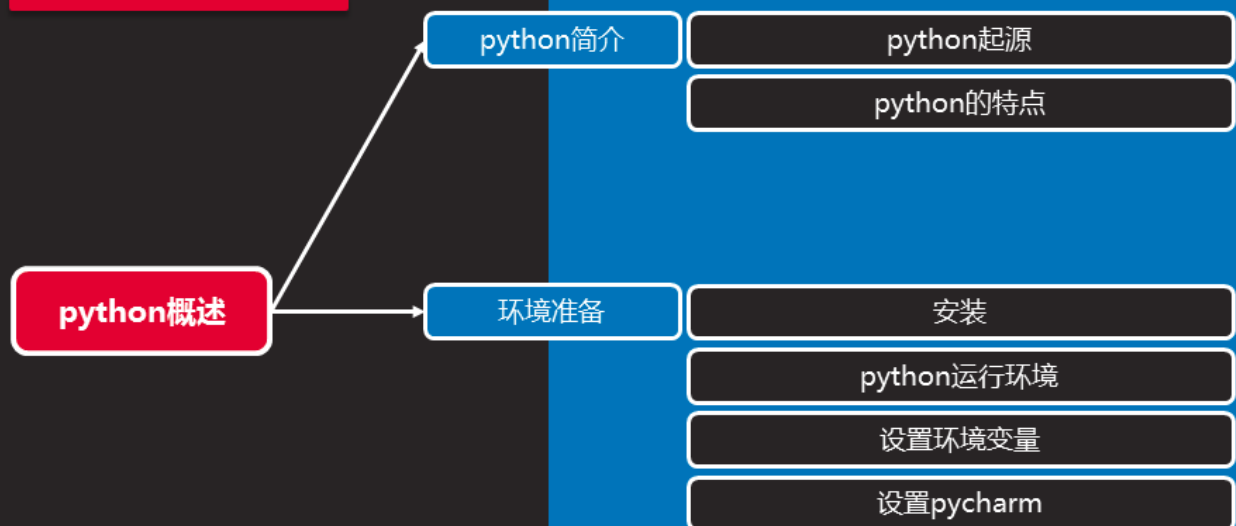 python简介
python起源
python的特点
python概述
环境准备
安装
python运行环境
设置环境变量
设置pycharm